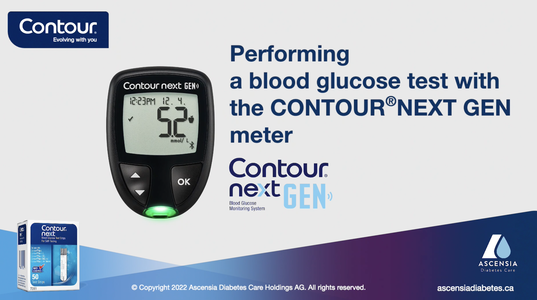 Contour
Evolving with you
Performing
a blood glucose test with
the CONTOUR®NEXT GEN
meter
Contour next GEN
12:23PM 12. 4.
5.2
mmol/L
OK
Contour®
next GEN
Blood Glucose
Monitoring System
Contour
next
50
ASCENSIA
Diabetes Care
© Copyright 2022 Ascensia Diabetes Care Holdings AG. All rights reserved.
ascensiadiabetes.ca